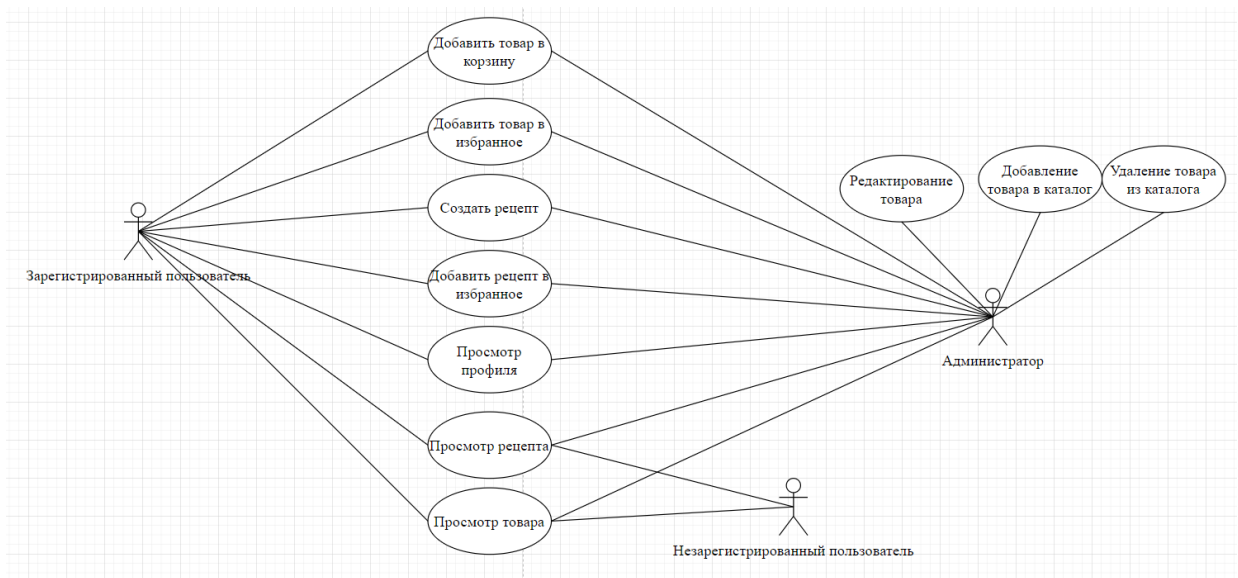 Добавить товар в
корзину
Добавить товар в
избранное
Редактирование
товара
Добавление
товара в каталог
Удаление товара
из каталога
Создать рецепт
Зарегистрированный пользователь
Добавить рецепт в
избранное
Просмотр
профиля
Администратор
Просмотр рецепта
Просмотр товара
Незарегистрированный пользователь